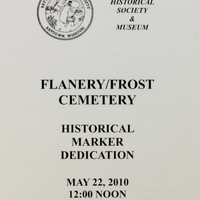 HISTORICAL
SOCIETY
&
MUSEUM
FLANERY/FROST
CEMETERY
HISTORICAL
MARKER
DEDICATION
MAY 22, 2010
12:00 NOON